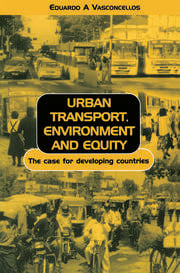 Eduardo A Vasconcellos
URBAN
TRANSPORT,
ENVIRONMENT
AND EQUITY
The case for developing countries